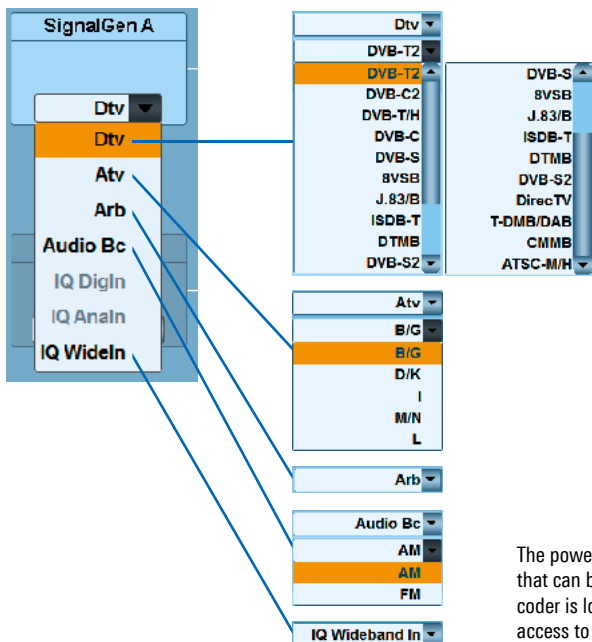 SignalGen A
Dtv
Dtv
Atv
Arb
Audio Bc
IQ DigIn
IQ AnaIn
IQ WideIn
Dtv
DVB-T2
DVB-T2
DVB-C2
DVB-T/H
DVB-C
DVB-S
8VSB
J.83/B
ISDB-T
DTMB
DVB-S2
DVB-S
8VSB
J.83/B
ISDB-T
DTMB
DVB-S2
DirecTV
T-DMB/DAB
CMMB
ATSC-M/H
Atv
B/G
B/G
D/K
I
M/N
L
Arb
Audio Bc
AM
AM
FM
IQ Wideband In
The powe
that can b
coder is lo
access to